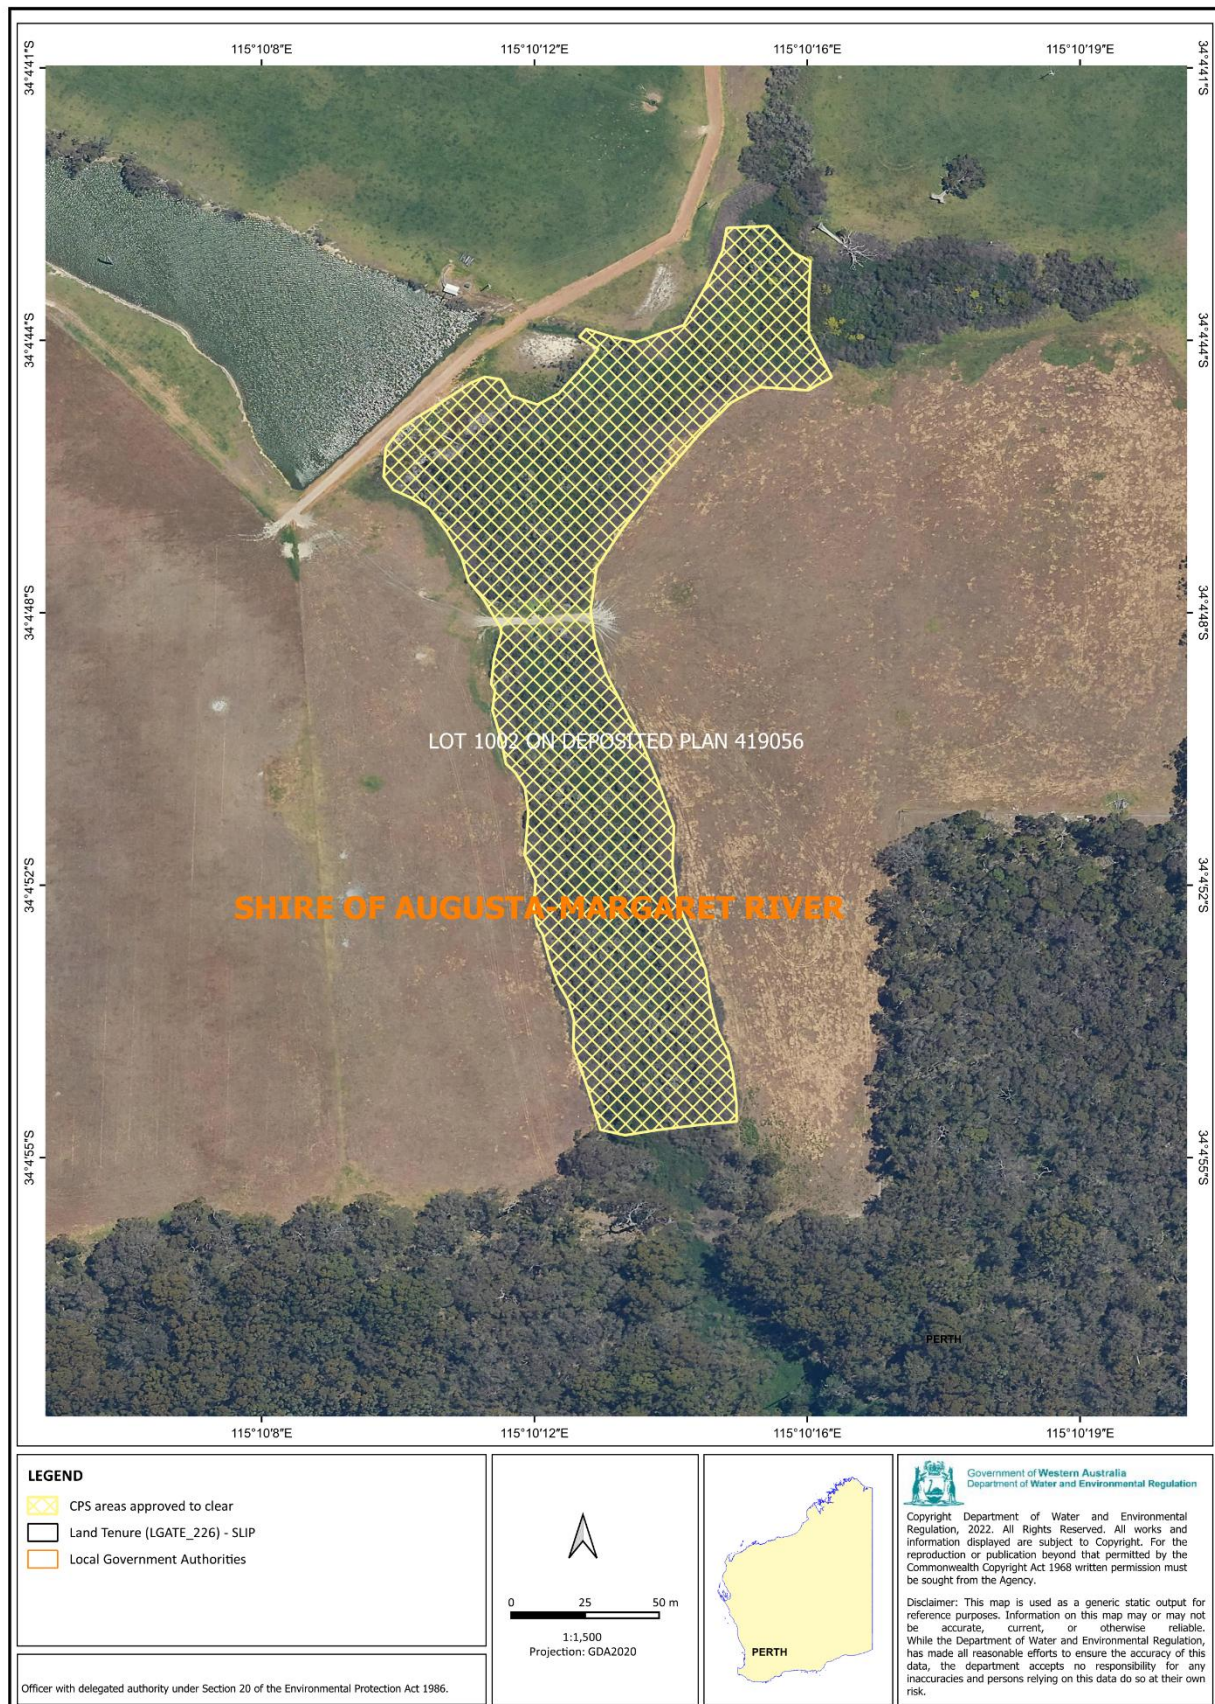 115°10'8"E 115°10'12"E 115°10'16"E 115°10'19"E
34°4'41"S 34°4'41"S
34°4'44"S 34°4'44"S
34°4'48"S 34°4'48"S
LOT 1002 ON DEPOSITED PLAN 419056
34°4'52"S 34°4'52"S
SHIRE OF AUGUSTA-MARGARET RIVER
34°4'55"S 34°4'55"S
PERTH
115°10'8"E 115°10'12"E 115°10'16"E 115°10'19"E
LEGEND
CPS areas approved to clear
Land Tenure (LGATE_226) - SLIP
Local Government Authorities
Officer with delegated authority under Section 20 of the Environmental Protection Act 1986.
0 25 50 m
1:1,500
Projection: GDA2020
PERTH
Government of Western Australia
Department of Water and Environmental Regulation
Copyright Department of Water and Environmental
Regulation, 2022. All Rights Reserved. All works and
information displayed are subject to Copyright. For the
reproduction or publication beyond that permitted by the
Commonwealth Copyright Act 1968 written permission must
be sought from the Agency.
Disclaimer: This map is used as a generic static output for
reference purposes. Information on this map may or may not
be accurate, current, or otherwise reliable.
While the Department of Water and Environmental Regulation,
has made all reasonable efforts to ensure the accuracy of this
data, the department accepts no responsibility for any
inaccuracies and persons relying on this data do so at their own
risk.